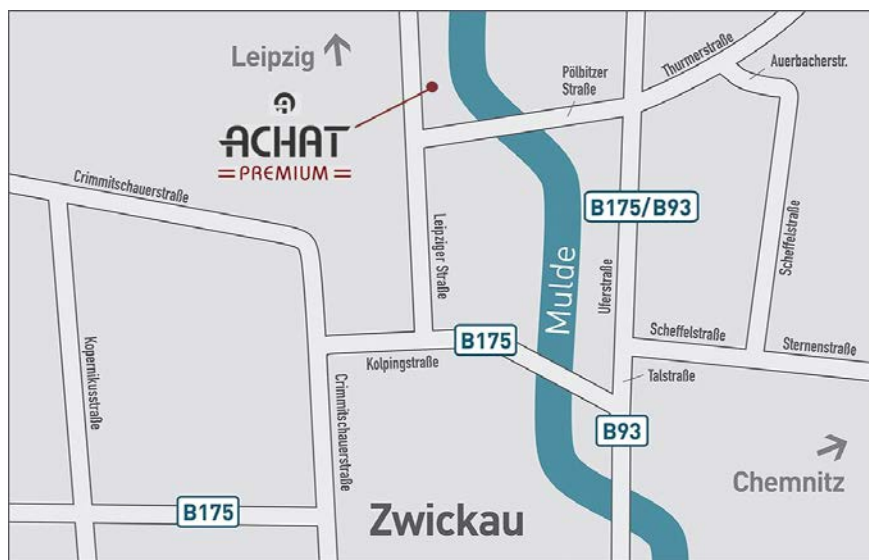 Leipzig
ACHAT
PREMIUM
Pölbitzer
Straße
Thurmerstraße
Auerbacherstr.
Crimmitschauerstraße
Leipziger Straße
B175/B93
Mulde
Uferstraße
Scheffelstraße
Kopernikusstraße
Kolpingstraße
B175
Scheffelstraße
Sternenstraße
Crimmitschauerstraße
Talstraße
B93
Chemnitz
B175
Zwickau